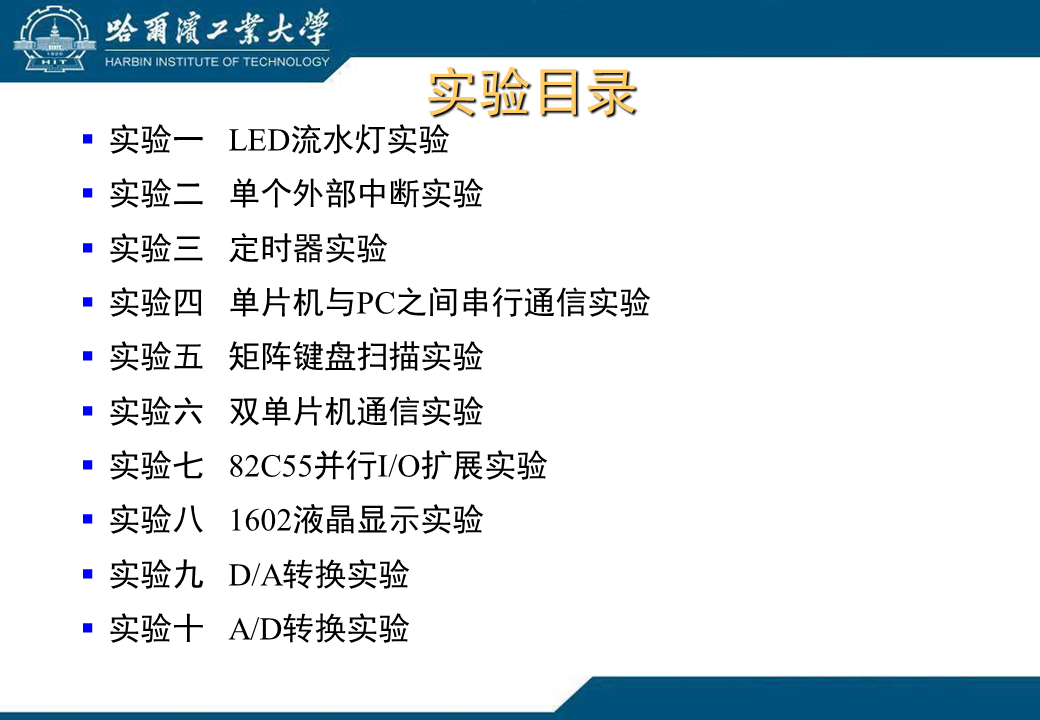 哈爾濱工業大學
HARBIN INSTITUTE OF TECHNOLOGY
1920
HIT
实验目录
▪ 实验一 LED流水灯实验
▪ 实验二 单个外部中断实验
▪ 实验三 定时器实验
▪ 实验四 单片机与PC之间串行通信实验
▪ 实验五 矩阵键盘扫描实验
▪ 实验六 双单片机通信实验
▪ 实验七 82C55并行I/O扩展实验
▪ 实验八 1602液晶显示实验
▪ 实验九 D/A转换实验
▪ 实验十 A/D转换实验